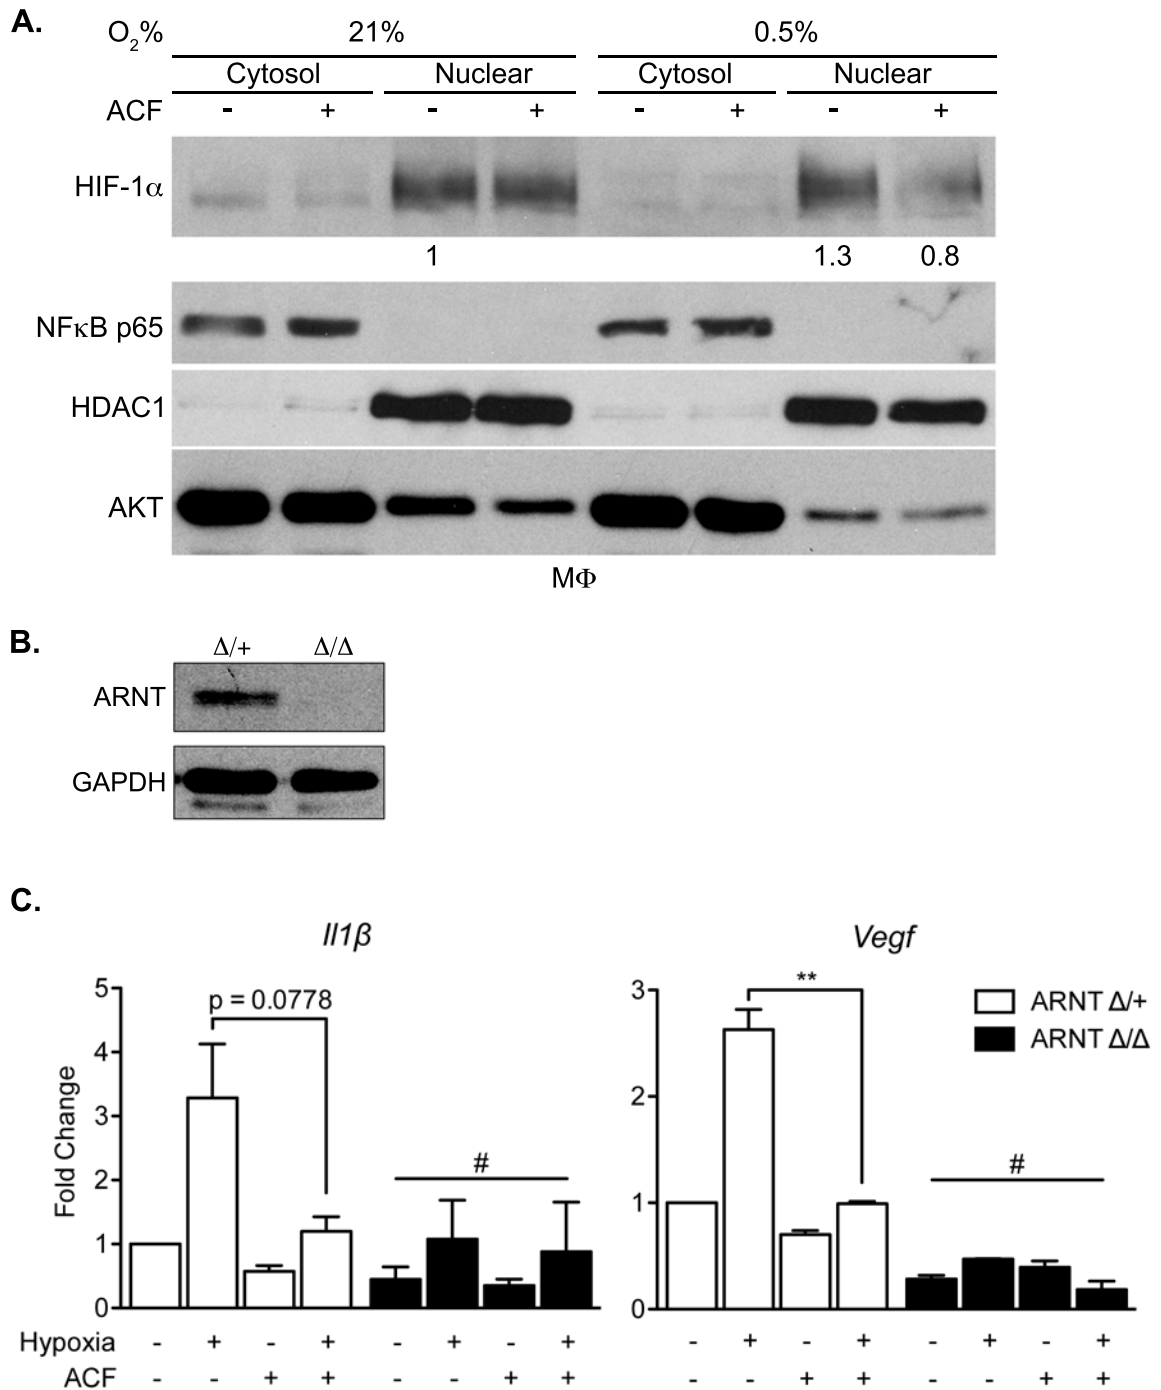 A.
O2% 21% 0.5%
Cytosol Nuclear Cytosol Nuclear
ACF - + - + - + - +
HIF-1α
1 1.3 0.8
NFκB p65
HDAC1
AKT
MΦ
B.
Δ/+ Δ/Δ
ARNT
GAPDH
C.
Il1β
Fold Change
5
4
3
2
1
0
p = 0.0778
#
Hypoxia - + - + - + - +
ACF - - + + - - + +
Vegf
3
2
1
0
**
#
ARNT Δ/+
ARNT Δ/Δ
- + - + - + - +
- - + + - - + +